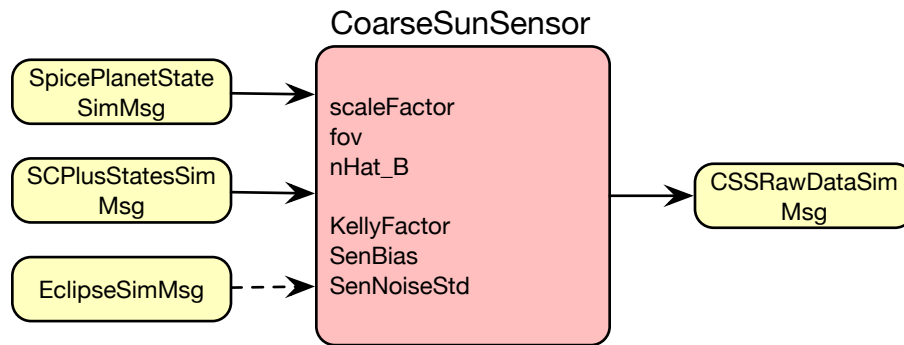 CoarseSunSensor
SpicePlanetState
SimMsg
SCPlusStatesSim
Msg
EclipseSimMsg
scaleFactor
fov
nHat_B
KellyFactor
SenBias
SenNoiseStd
CSSRawDataSim
Msg